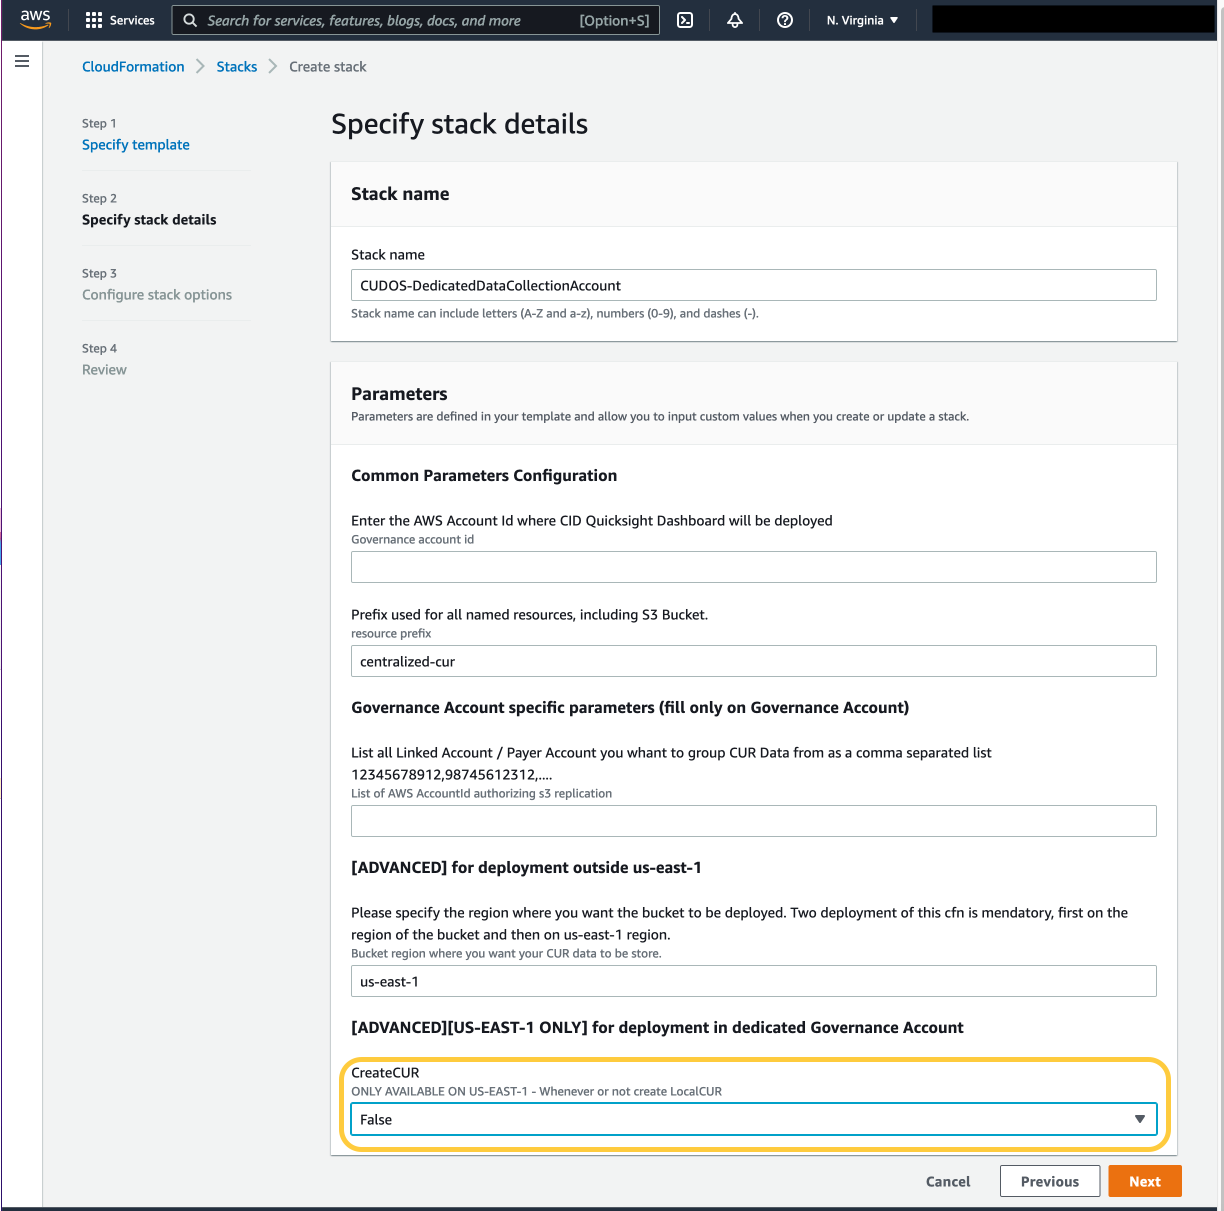 aws
Services
Search for services, features, blogs, docs, and more
[Option+S]
N. Virginia
CloudFormation
Stacks
Create stack
Step 1
Specify template
Step 2
Specify stack details
Step 3
Configure stack options
Step 4
Review
Specify stack details
Stack name
Stack name
CUDOS-DedicatedDataCollectionAccount
Stack name can include letters (A-Z and a-z), numbers (0-9), and dashes (-).
Parameters
Parameters are defined in your template and allow you to input custom values when you create or update a stack.
Common Parameters Configuration
Enter the AWS Account Id where CID Quicksight Dashboard will be deployed
Governance account id
Prefix used for all named resources, including S3 Bucket.
resource prefix
centralized-cur
Governance Account specific parameters (fill only on Governance Account)
List all Linked Account / Payer Account you whant to group CUR Data from as a comma separated list
12345678912,98745612312,....
List of AWS AccountId authorizing s3 replication
[ADVANCED] for deployment outside us-east-1
Please specify the region where you want the bucket to be deployed. Two deployment of this cfn is mendatory, first on the
region of the bucket and then on us-east-1 region.
Bucket region where you want your CUR data to be store.
us-east-1
[ADVANCED][US-EAST-1 ONLY] for deployment in dedicated Governance Account
CreateCUR
ONLY AVAILABLE ON US-EAST-1 - Whenever or not create LocalCUR
False
Cancel
Previous
Next